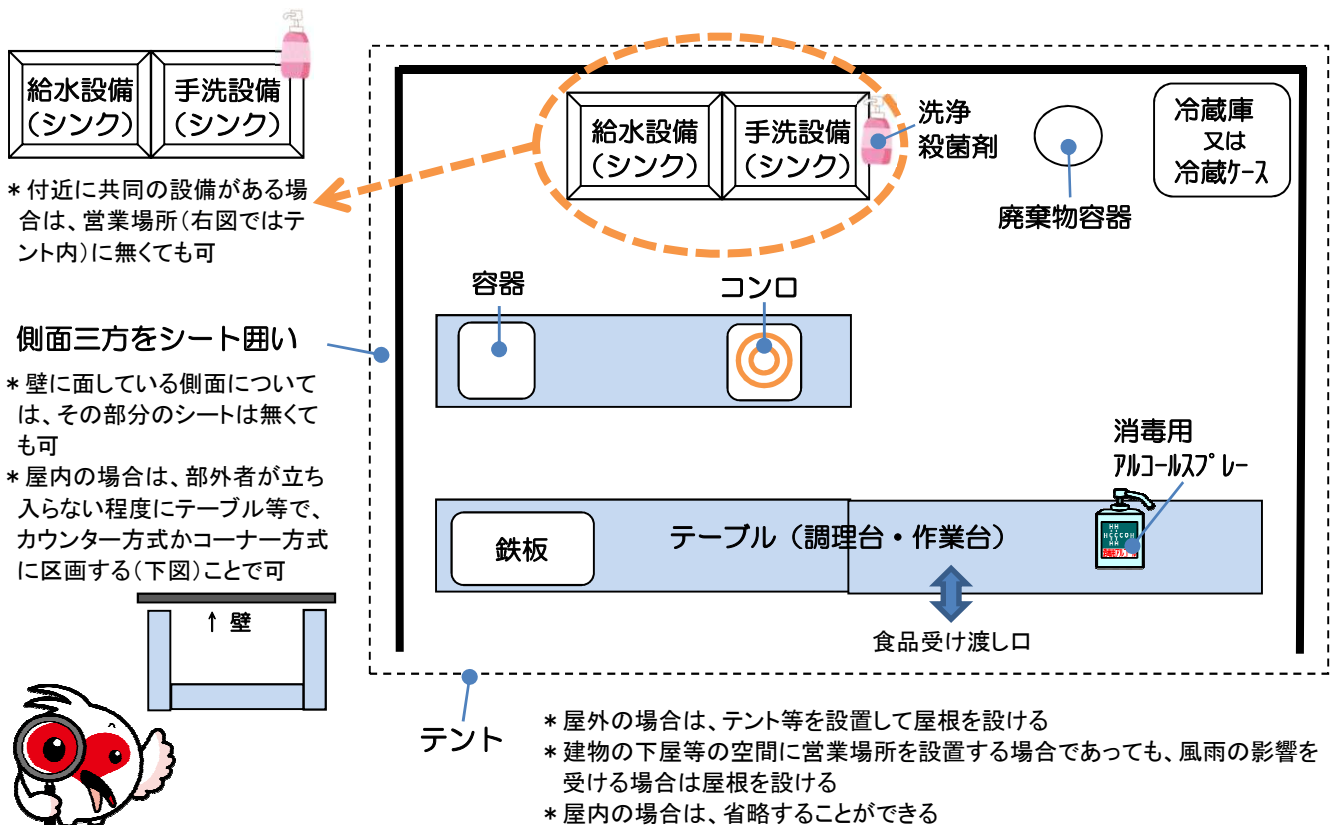 給水設備
(シンク)
手洗設備
(シンク)
*付近に共同の設備がある場
合は、営業場所(右図ではテ
ント内)に無くても可
側面三方をシート囲い
*壁に面している側面について
は、その部分のシートは無くて
も可
*屋内の場合は、部外者が立ち
入らない程度にテーブル等で、
カウンター方式かコーナー方式
に区画する(下図)ことで可
↑ 壁
給水設備
(シンク)
手洗設備
(シンク)
洗浄
殺菌剤
廃棄物容器
冷蔵庫
又は
冷蔵ケース
容器
コンロ
消毒用
アルコールスプレー
鉄板
テーブル(調理台・作業台)
食品受け渡し口
テント
*屋外の場合は、テント等を設置して屋根を設ける
*建物の下屋等の空間に営業場所を設置する場合であっても、風雨の影響を
受ける場合は屋根を設ける
*屋内の場合は、省略することができる